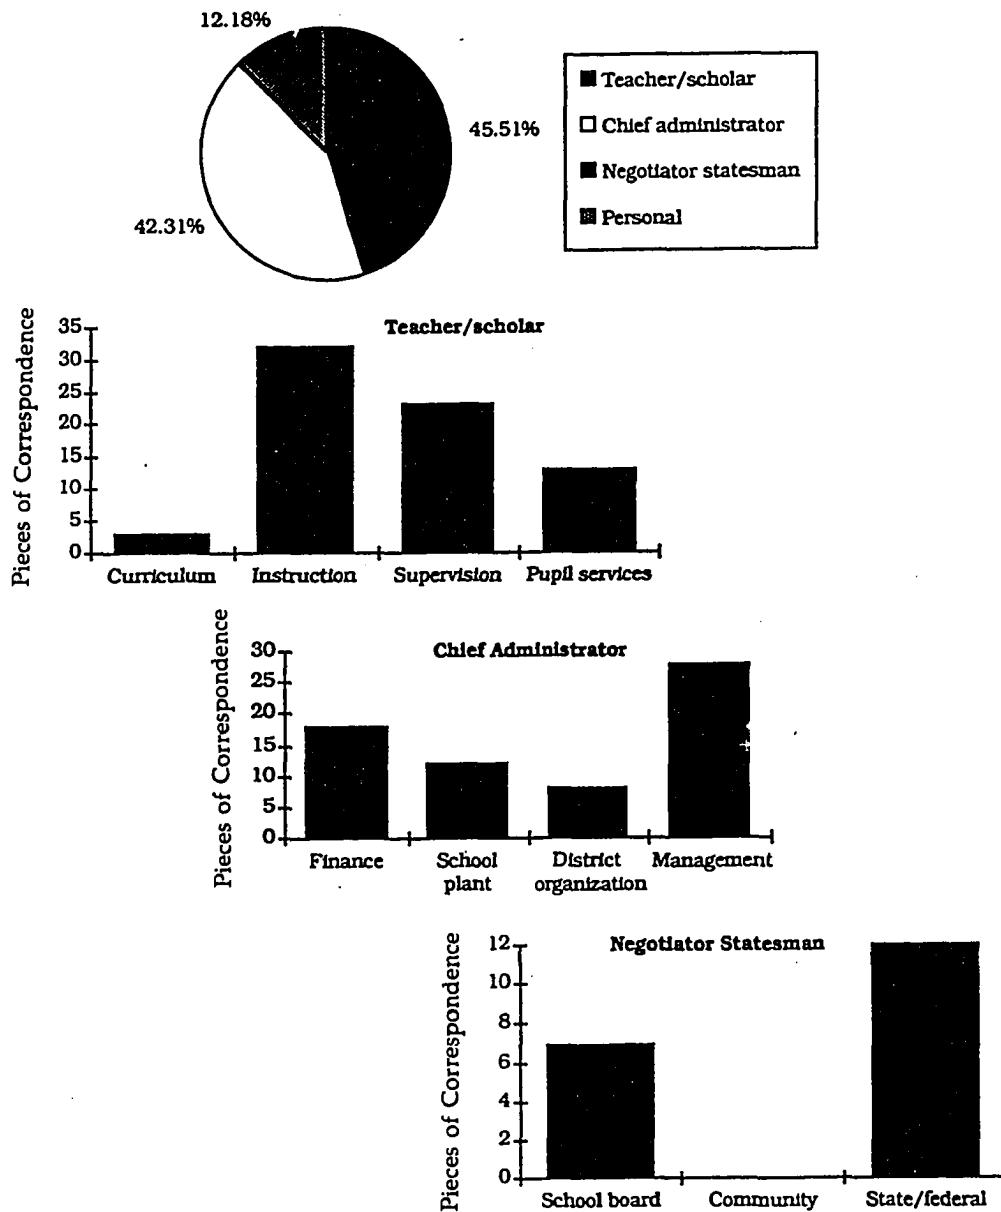 12.18%
45.51%
42.31%
Teacher/scholar
Chief administrator
Negotiator statesman
Personal
Teacher/scholar
Pieces of Correspondence
35
30
25
20
15
10
5
0
Curriculum Instruction Supervision Pupil services
Chief Administrator
Pieces of Correspondence
30
25
20
15
10
5
0
Finance School District Management
plant organization
Negotiator Statesman
Pieces of Correspondence
12
10
8
6
4
2
0
School board Community State/federal